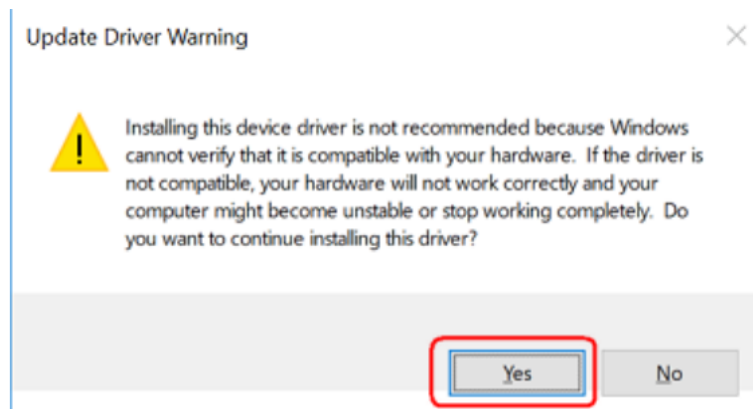 Update Driver Warning
Installing this device driver is not recommended because Windows
cannot verify that it is compatible with your hardware. If the driver is
not compatible, your hardware will not work correctly and your
computer might become unstable or stop working completely. Do
you want to continue installing this driver?
Yes
No